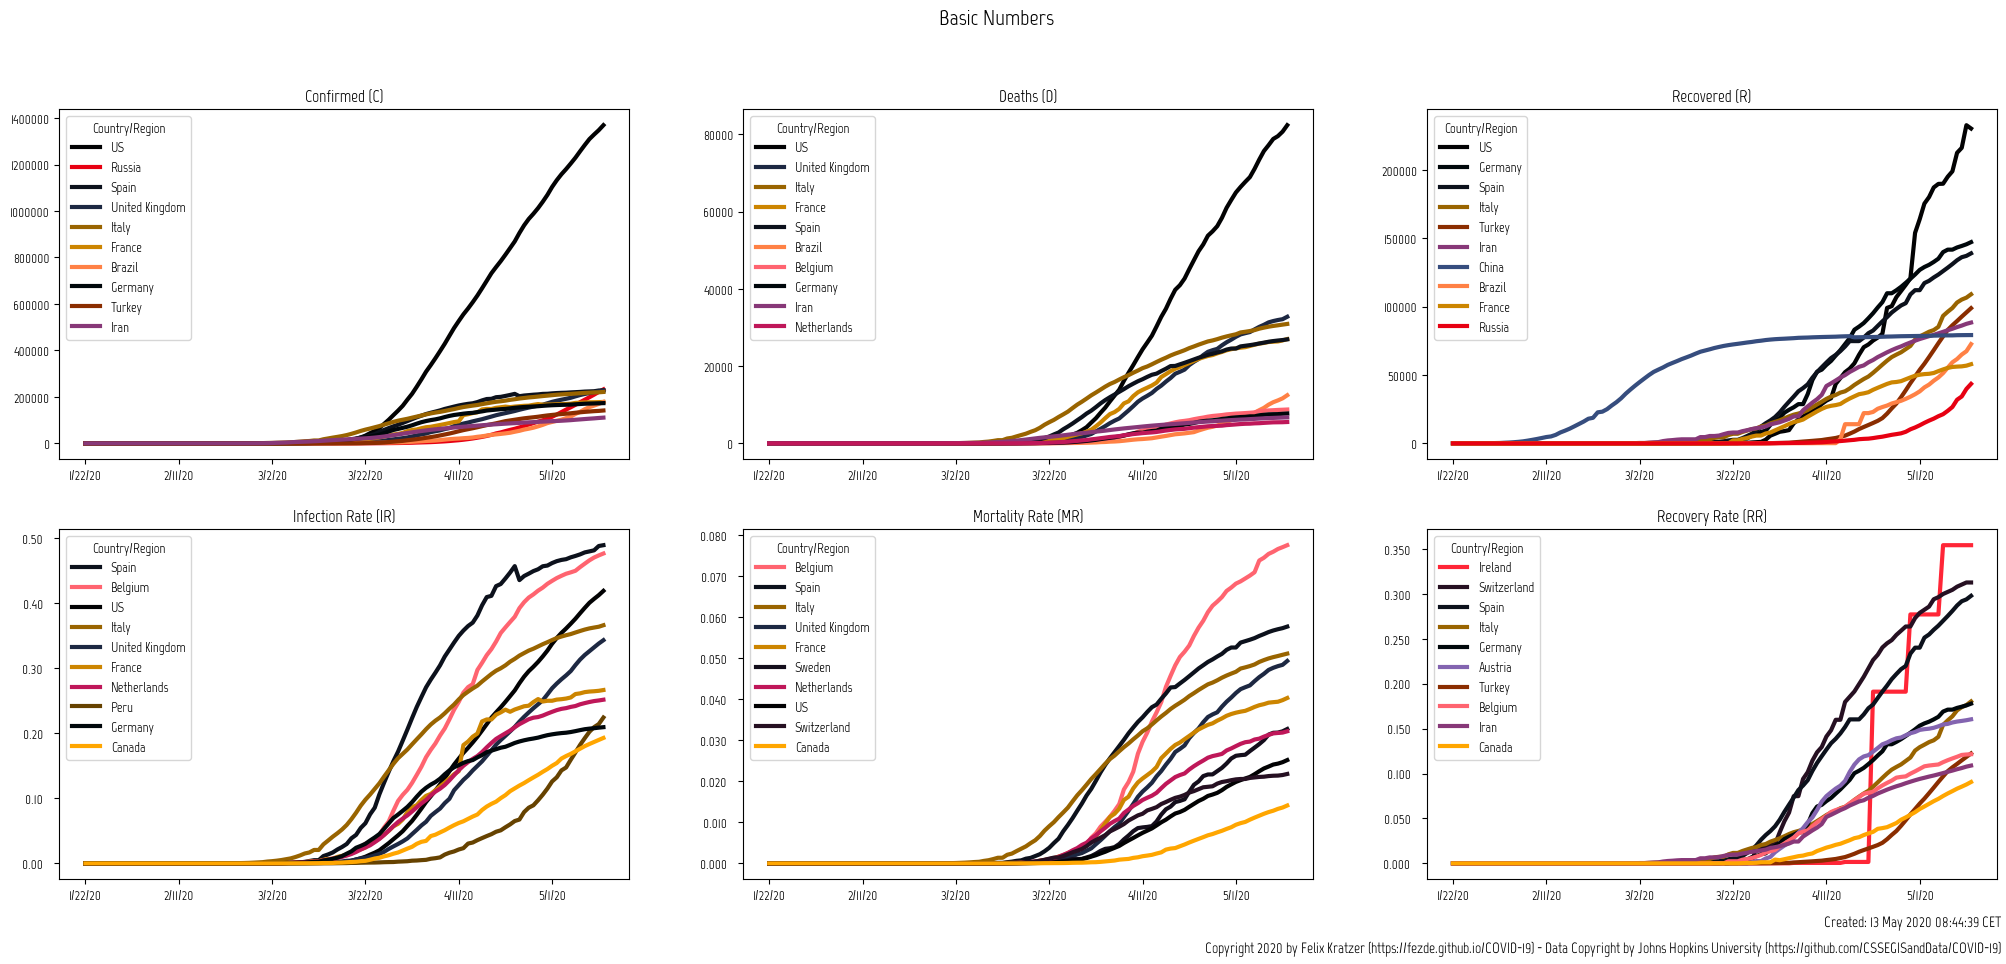 Basic Numbers
Confirmed (C)
1400000
1200000
1000000
800000
600000
400000
200000
0
Country/Region
US
Russia
Spain
United Kingdom
Italy
France
Brazil
Germany
Turkey
Iran
1/22/20 2/11/20 3/2/20 3/22/20 4/11/20 5/1/20
Deaths (D)
80000
60000
40000
20000
0
Country/Region
US
United Kingdom
Italy
France
Spain
Brazil
Belgium
Germany
Iran
Netherlands
1/22/20 2/11/20 3/2/20 3/22/20 4/11/20 5/1/20
Recovered (R)
200000
150000
100000
50000
0
Country/Region
US
Germany
Spain
Italy
Turkey
Iran
China
Brazil
France
Russia
1/22/20 2/11/20 3/2/20 3/22/20 4/11/20 5/1/20
Infection Rate (IR)
0.50
0.40
0.30
0.20
0.10
0.00
Country/Region
Spain
Belgium
US
Italy
United Kingdom
France
Netherlands
Peru
Germany
Canada
1/22/20 2/11/20 3/2/20 3/22/20 4/11/20 5/1/20
Mortality Rate (MR)
0.080
0.070
0.060
0.050
0.040
0.030
0.020
0.010
0.000
Country/Region
Belgium
Spain
Italy
United Kingdom
France
Sweden
Netherlands
US
Switzerland
Canada
1/22/20 2/11/20 3/2/20 3/22/20 4/11/20 5/1/20
Recovery Rate (RR)
0.350
0.300
0.250
0.200
0.150
0.100
0.050
0.000
Country/Region
Ireland
Switzerland
Spain
Italy
Germany
Austria
Turkey
Belgium
Iran
Canada
1/22/20 2/11/20 3/2/20 3/22/20 4/11/20 5/1/20
Created: 13 May 2020 08:44:39 CET
Copyright 2020 by Felix Kratzer (https://fezde.github.io/COVID-19) - Data Copyright by Johns Hopkins University (https://github.com/CSSEGISandData/COVID-19)